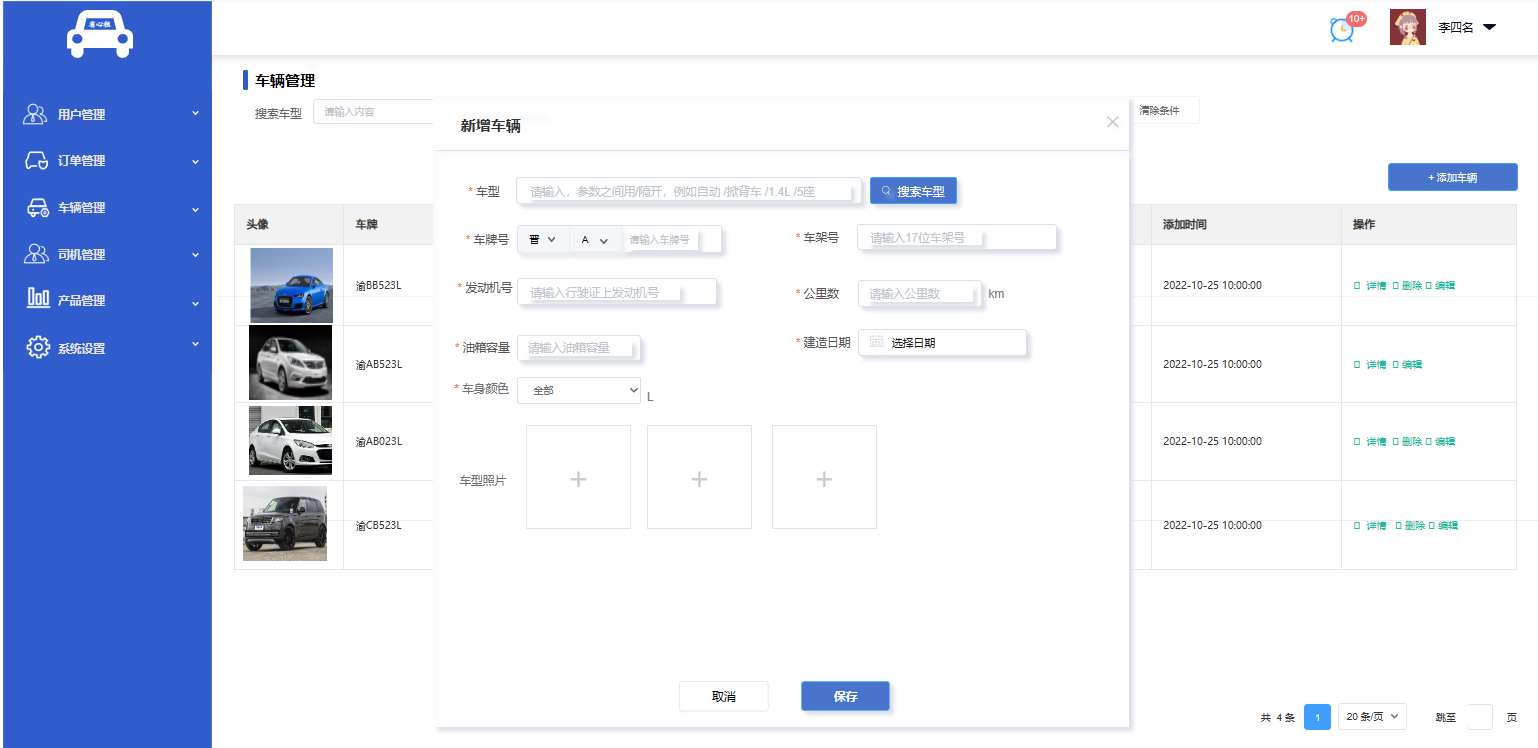 省心租
10+
李四名
用户管理
订单管理
车辆管理
司机管理
产品管理
系统设置
车辆管理
搜索车型 请输入内容
清除条件
+ 添加车辆
头像 车牌 添加时间 操作
渝BB523L 2022-10-25 10:00:00 详情 删除 编辑
渝AB523L 2022-10-25 10:00:00 详情 编辑
渝AB023L 2022-10-25 10:00:00 详情 删除 编辑
渝CB523L 2022-10-25 10:00:00 详情 删除 编辑
新增车辆
* 车型 请输入，参数之间用/隔开，例如自动 /掀背车 /1.4L /5座 搜索车型
* 车牌号 晋 A 请输入车牌号 * 车架号 请输入17位车架号
* 发动机号 请输入行驶证上发动机号 * 公里数 请输入公里数 km
* 油箱容量 请输入油箱容量 * 建造日期 选择日期
* 车身颜色 全部 L
车型照片 + + +
取消 保存
共 4 条 1 20 条/页 跳至 页